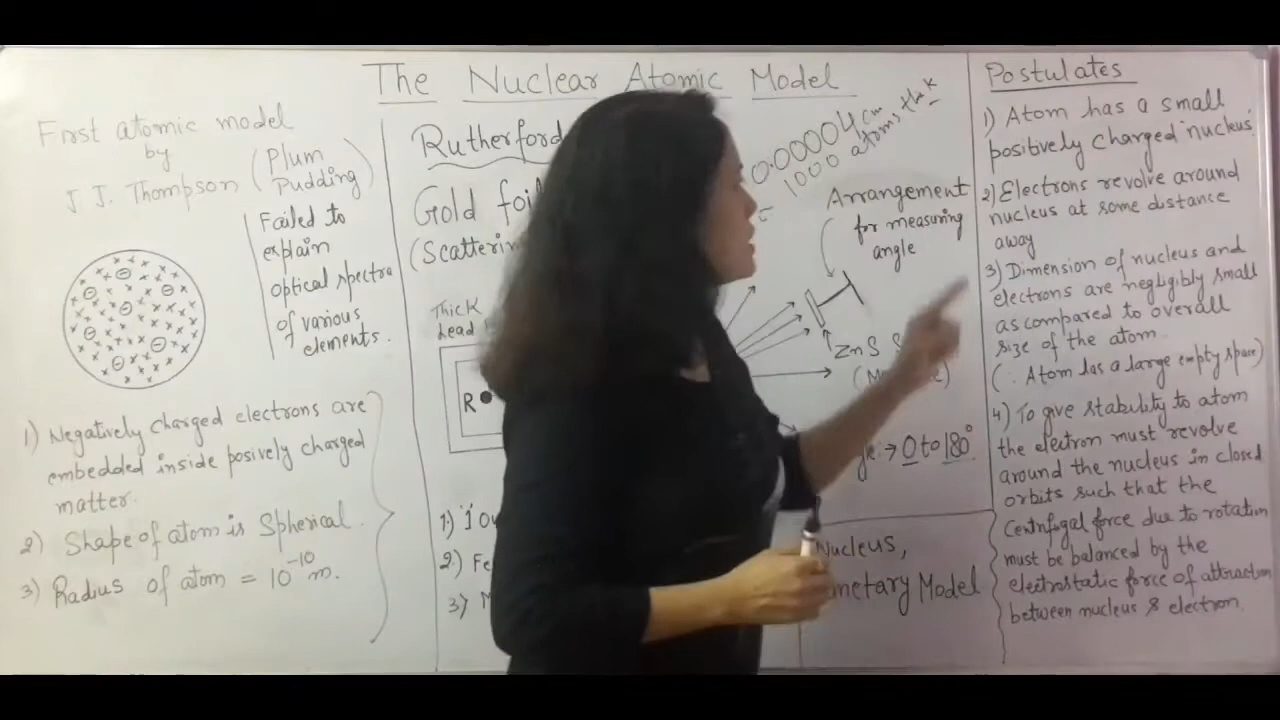 The Nuclear Atomic Model
First atomic model
by
J J. Thompson (Plum
Pudding)
Failed to
explain
optical spectra
of various
elements.
1) Negatively charged electrons are
embedded inside posively charged
matter.
2) Shape of atom is Spherical.
3) Radius of atom = 10⁻¹⁰ m.
Rutherford
Gold foil
(Scattering
0.00004 cm
= 1000 atoms thick
Arrangement
for measuring
angle
Thick
Lead
R
ZnS
→ 0 to 180°
1)
2)
3)
Nucleus,
Model
Postulates
1) Atom has a small
positively charged nucleus
2) Electrons revolve around
nucleus at some distance
away
3) Dimension of nucleus and
electrons are negligibly small
as compared to overall
size of the atom.
(∴ Atom has a large empty space)
4) To give stability to atom
the electron must revolve
around the nucleus in closed
orbits such that the
Centrifugal force due to rotation
must be balanced by the
electrostatic force of attraction
between nucleus & electron.